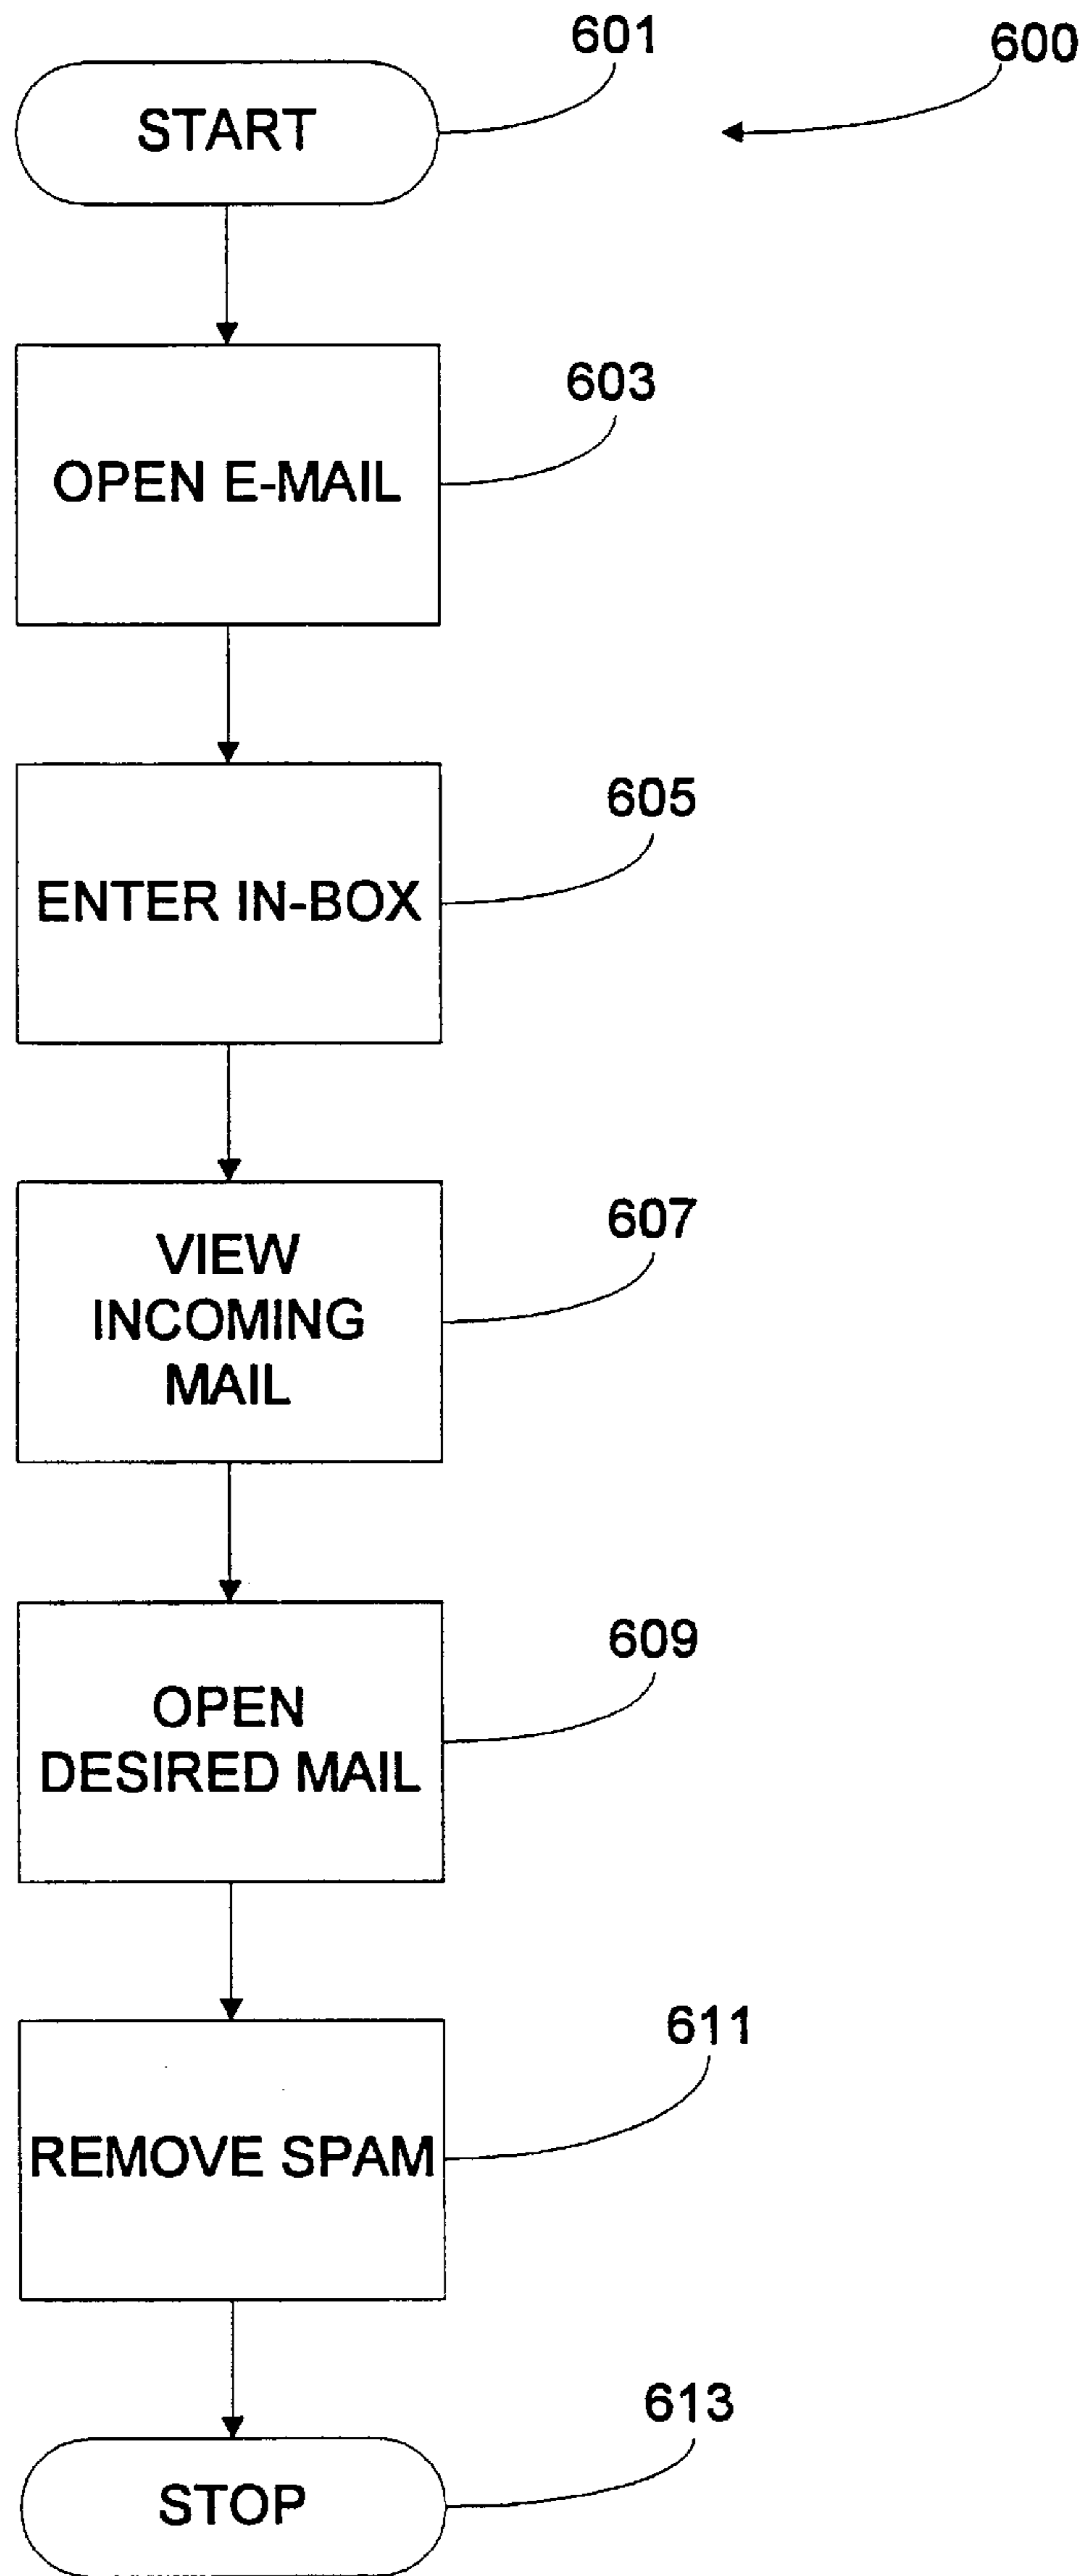 601
600
START
603
OPEN E-MAIL
605
ENTER IN-BOX
607
VIEW
INCOMING
MAIL
609
OPEN
DESIRED MAIL
611
REMOVE SPAM
613
STOP